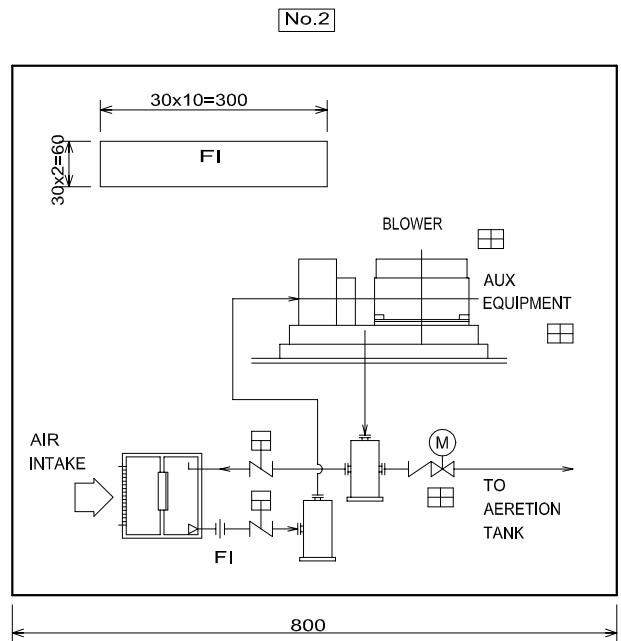 No.2
30x10=300
30x2=60
FI
BLOWER
AUX
EQUIPMENT
AIR
INTAKE
M
TO
AERETION
TANK
FI
800